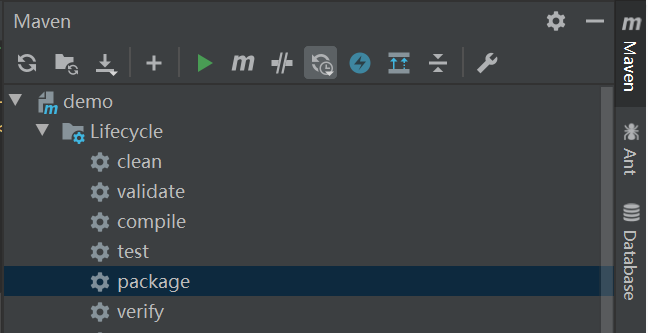 Maven
demo
Lifecycle
clean
validate
compile
test
package
verify
Maven
Ant
Database